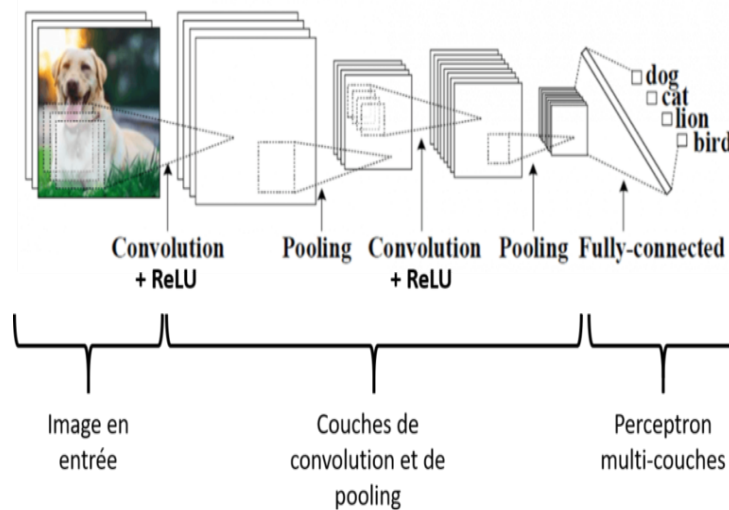 dog
cat
lion
bird
Convolution Pooling Convolution Pooling Fully-connected
+ ReLU + ReLU
Image en
entrée
Couches de
convolution et de
pooling
Perceptron
multi-couches